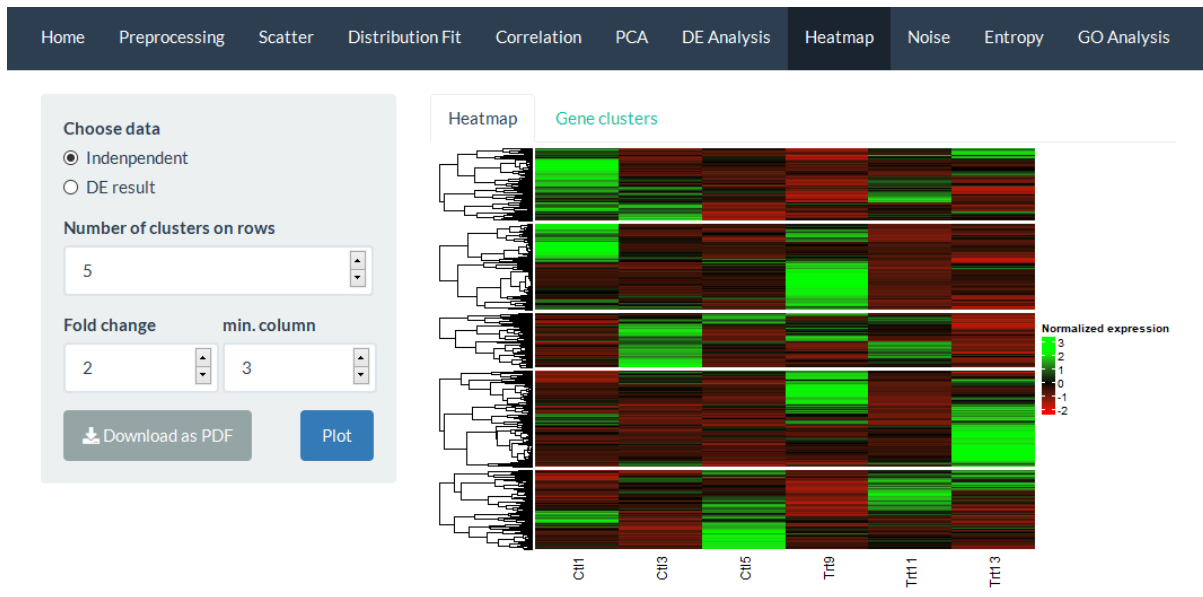 Home Preprocessing Scatter Distribution Fit Correlation PCA DE Analysis Heatmap Noise Entropy GO Analysis
Choose data
Indenpendent
DE result
Number of clusters on rows
5
Fold change min. column
2 3
Download as PDF Plot
Heatmap Gene clusters
Normalized expression
3
2
1
0
-1
-2
Ctl1 Ctl3 Ctl5 Trt9 Trt11 Trt13